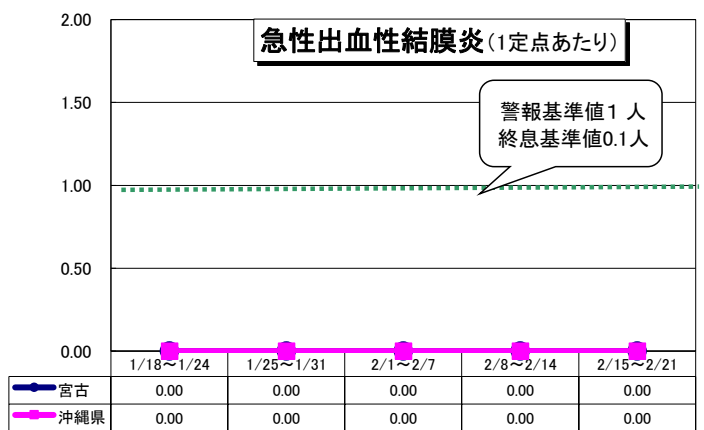 急性出血性結膜炎(1定点あたり)
警報基準値1 人
終息基準値0.1人
2.00
1.50
1.00
0.50
0.00
1/18～1/24 1/25～1/31 2/1～2/7 2/8～2/14 2/15～2/21
宮古 0.00 0.00 0.00 0.00 0.00
沖縄県 0.00 0.00 0.00 0.00 0.00